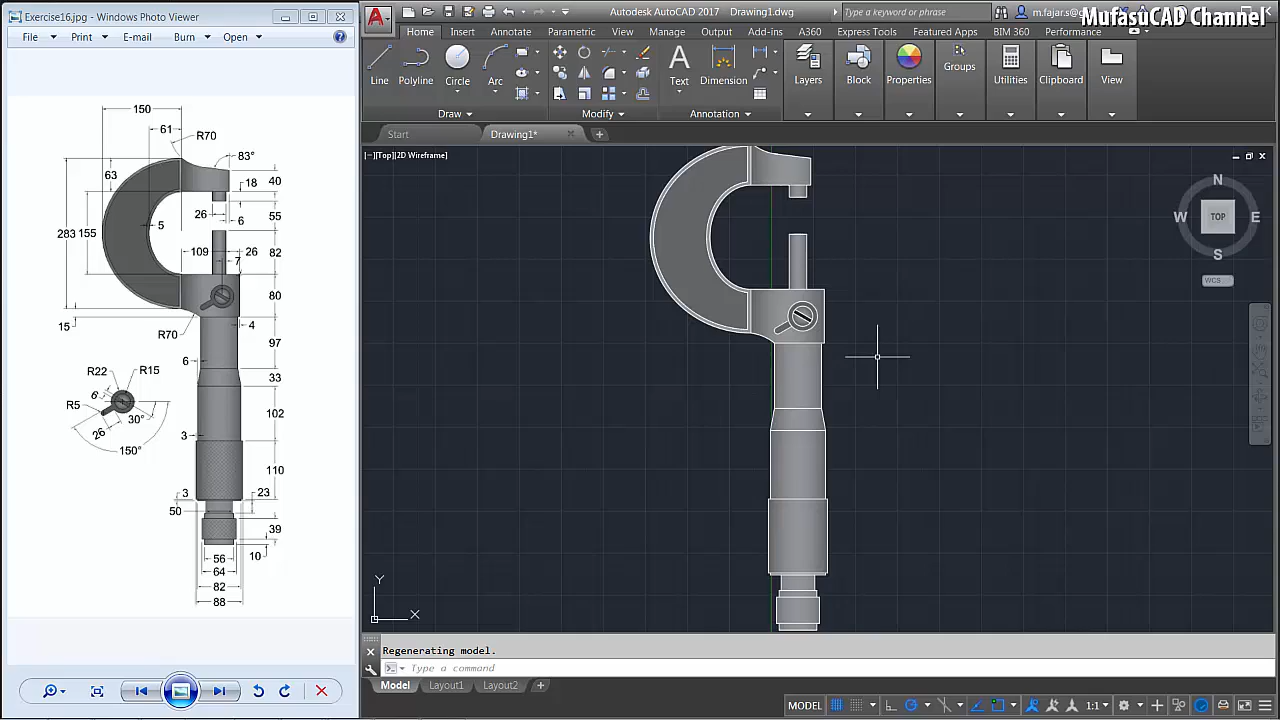 Exercise16.jpg - Windows Photo Viewer
File
Print
E-mail
Burn
Open
150
61
R70
83°
63
18
40
26
55
6
5
283
155
109
26
82
7
80
15
R70
4
97
6
33
R22
R15
6
R5
30°
26
102
150°
3
110
3
23
50
39
10
56
64
82
88
Autodesk AutoCAD 2017
Drawing1.dwg
Type a keyword or phrase
m.fajar.s@
MufasuCAD Channel
Home
Insert
Annotate
Parametric
View
Manage
Output
Add-ins
A360
Express Tools
Featured Apps
BIM 360
Performance
Line
Polyline
Circle
Arc
Text
Dimension
Layers
Block
Properties
Groups
Utilities
Clipboard
View
Draw
Modify
Annotation
Start
Drawing1*
[–][Top][2D Wireframe]
N
W
TOP
E
S
WCS
Y
X
Regenerating model.
Type a command
Model
Layout1
Layout2
MODEL
1:1